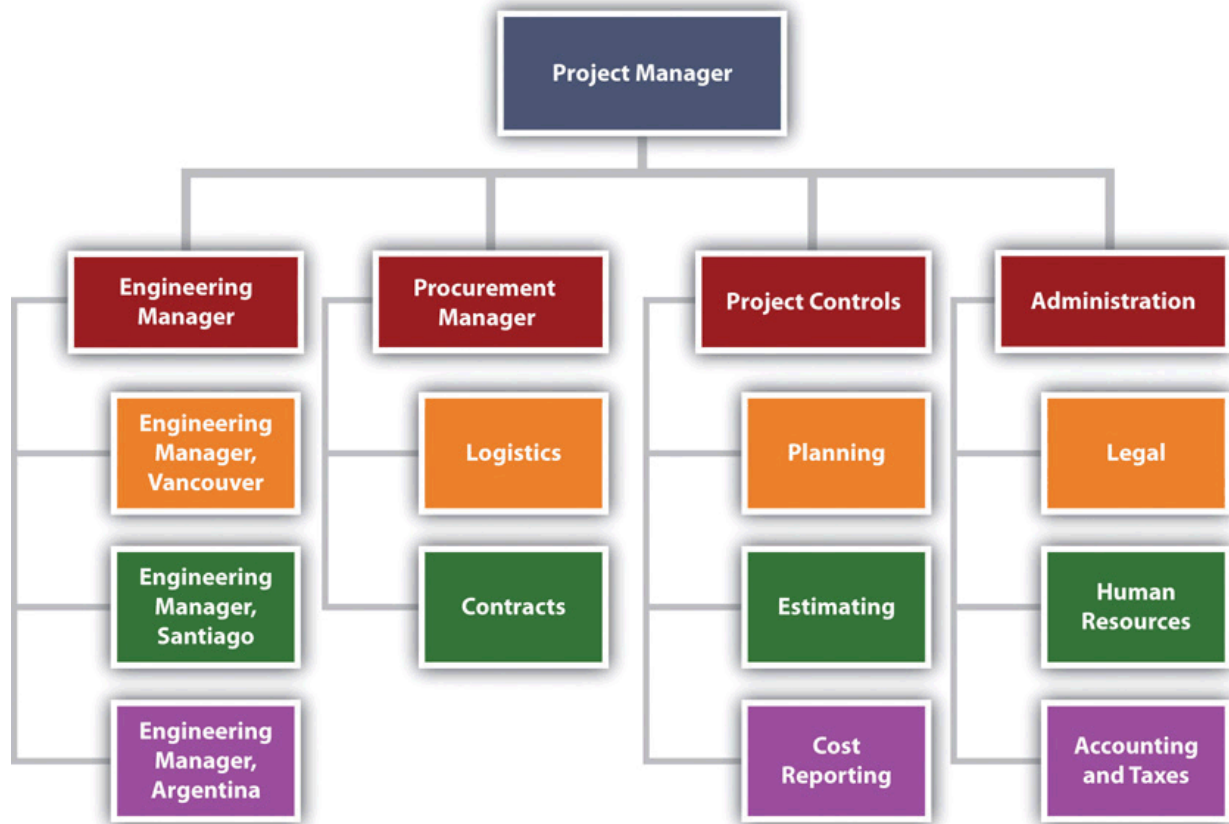 Project Manager
Engineering
Manager
Procurement
Manager
Project Controls
Administration
Engineering
Manager,
Vancouver
Logistics
Planning
Legal
Engineering
Manager,
Santiago
Contracts
Estimating
Human
Resources
Engineering
Manager,
Argentina
Cost
Reporting
Accounting
and Taxes